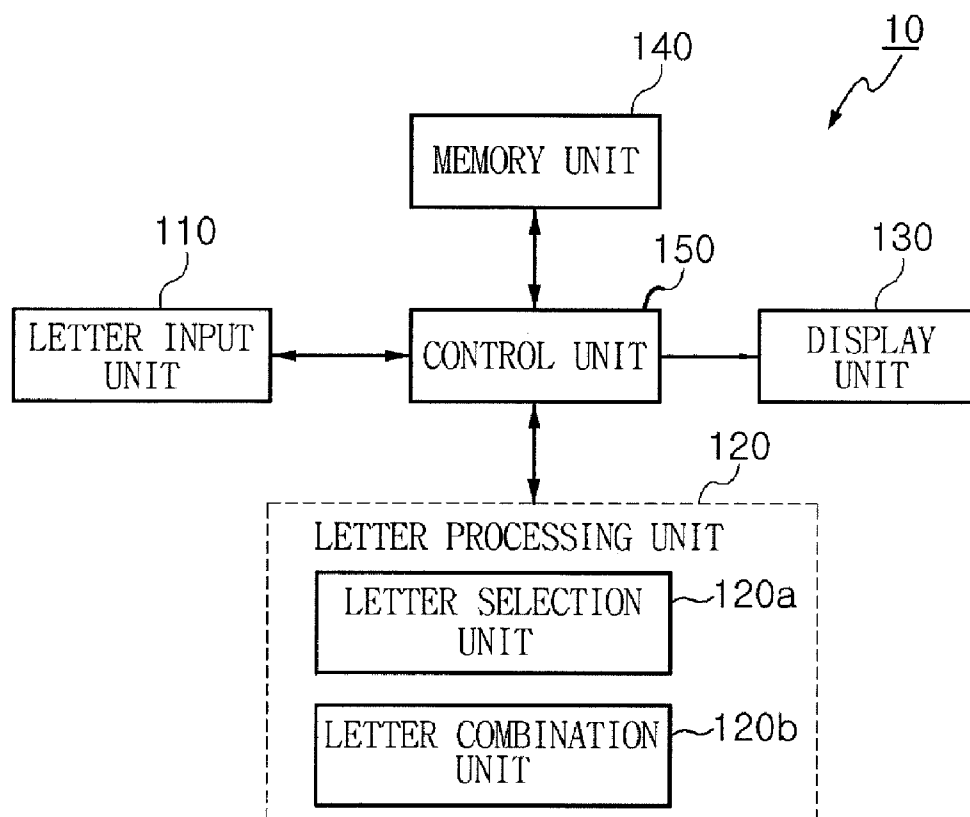 10
140
MEMORY UNIT
110
150
130
LETTER INPUT
UNIT
CONTROL UNIT
DISPLAY
UNIT
120
LETTER PROCESSING UNIT
LETTER SELECTION
UNIT
120a
LETTER COMBINATION
UNIT
120b